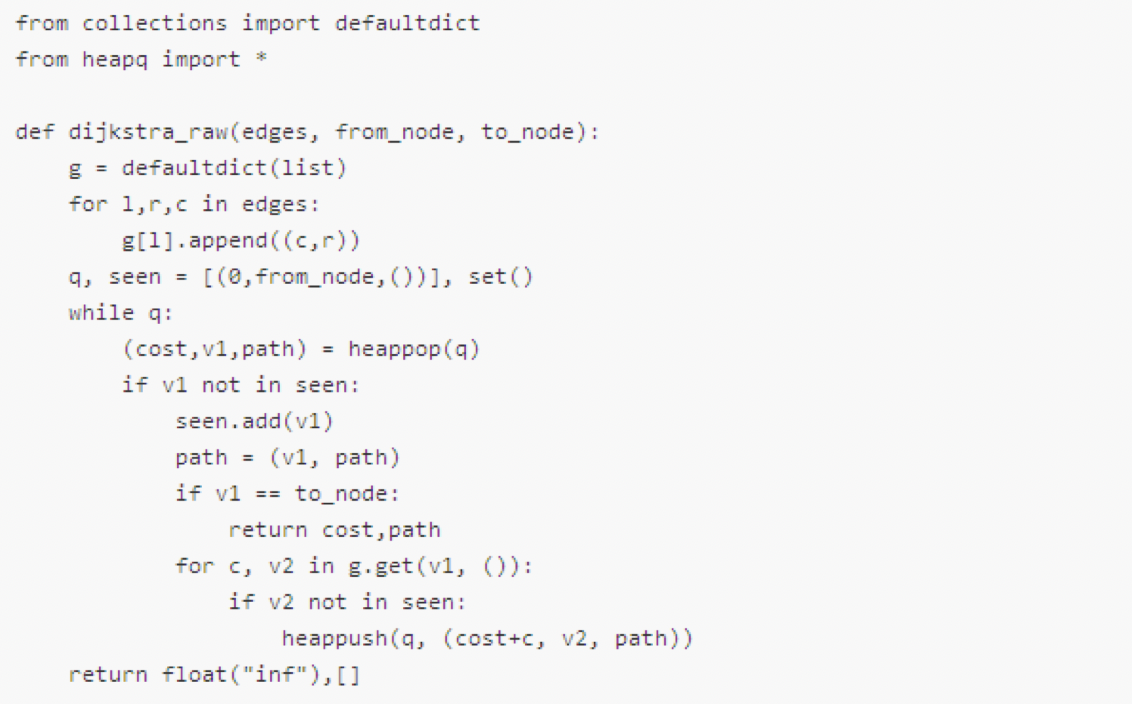 from collections import defaultdict
from heapq import *

def dijkstra_raw(edges, from_node, to_node):
    g = defaultdict(list)
    for l,r,c in edges:
        g[l].append((c,r))
    q, seen = [(0,from_node,())], set()
    while q:
        (cost,v1,path) = heappop(q)
        if v1 not in seen:
            seen.add(v1)
            path = (v1, path)
            if v1 == to_node:
                return cost,path
            for c, v2 in g.get(v1, ()):
                if v2 not in seen:
                    heappush(q, (cost+c, v2, path))
    return float("inf"),[]